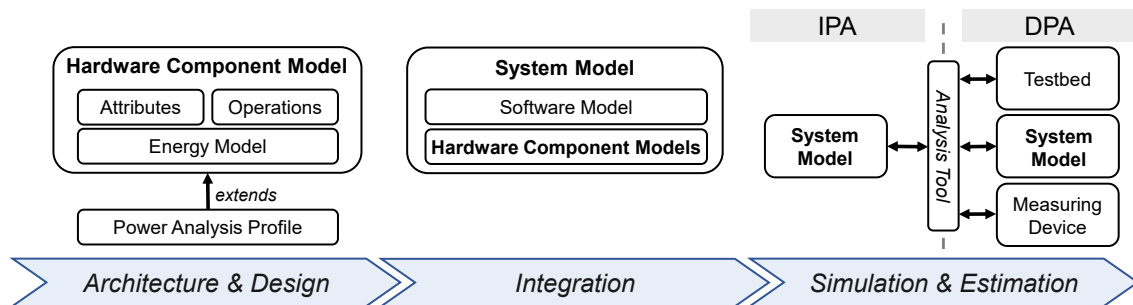 Hardware Component Model
Attributes
Operations
Energy Model
extends
Power Analysis Profile
System Model
Software Model
Hardware Component Models
IPA
DPA
System
Model
Analysis Tool
Testbed
System
Model
Measuring
Device
Architecture & Design
Integration
Simulation & Estimation